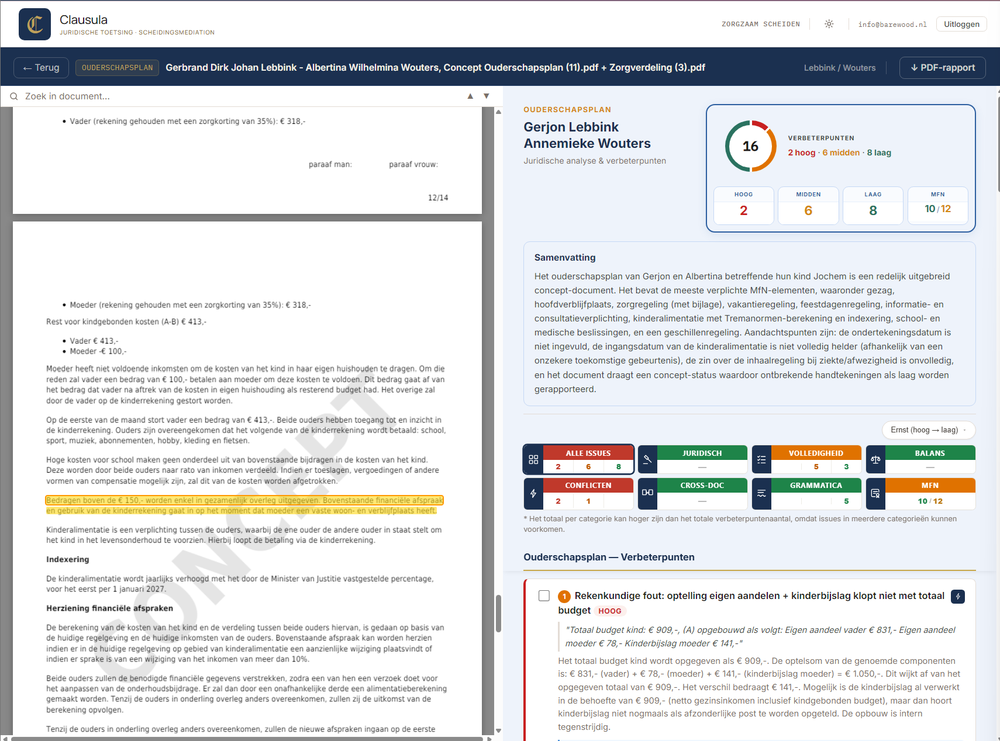 Clausula
JURIDISCHE TOETSING · SCHEIDINGSMEDIATION
ZORGZAAM SCHEIDEN
info@barewood.nl
Uitloggen
← Terug
OUDERSCHAPSPLAN
Gerbrand Dirk Johan Lebbink - Albertina Wilhelmina Wouters, Concept Ouderschapsplan (11).pdf + Zorgverdeling (3).pdf
Lebbink / Wouters
↓ PDF-rapport
Zoek in document...
• Vader (rekening gehouden met een zorgkorting van 35%): € 318,-
paraaf man:
paraaf vrouw:
12/14
• Moeder (rekening gehouden met een zorgkorting van 35%): € 318,-
Rest voor kindgebonden kosten (A-B) € 413,-
• Vader € 413,-
• Moeder -€ 100,-
Moeder heeft niet voldoende inkomsten om de kosten van het kind in haar eigen huishouden te dragen. Om die
reden zal vader een bedrag van € 100,- betalen aan moeder om deze kosten te voldoen. Dit bedrag gaat af van
het bedrag dat vader na aftrek van de kosten in eigen huishouding als resterend budget had. Het overige zal
door de vader op de kinderrekening gestort worden.
Op de eerste van de maand stort vader een bedrag van € 413,-. Beide ouders hebben toegang tot en inzicht in
de kinderrekening. Ouders zijn overeengekomen dat het volgende van de kinderrekening wordt betaald: school,
sport, muziek, abonnementen, hobby, kleding en fietsen.
Hoge kosten voor school maken geen onderdeel uit van bovenstaande bijdragen in de kosten van het kind.
Deze worden door beide ouders naar rato van inkomen verdeeld. Indien er toeslagen, vergoedingen of andere
vormen van compensatie mogelijk zijn, zal dit van de kosten worden afgetrokken.
Bedragen boven de € 150,- worden enkel in gezamenlijk overleg uitgegeven. Bovenstaande financiële afspraak
en gebruik van de kinderrekening gaat in op het moment dat moeder een vaste woon- en verblijfplaats heeft.
Kinderalimentatie is een verplichting tussen de ouders, waarbij de ene ouder de andere ouder in staat stelt om
het kind in het levensonderhoud te voorzien. Hierbij loopt de betaling via de kinderrekening.
Indexering
De kinderalimentatie wordt jaarlijks verhoogd met het door de Minister van Justitie vastgestelde percentage,
voor het eerst per 1 januari 2027.
Herziening financiële afspraken
De berekening van de kosten van het kind en de verdeling tussen beide ouders hiervan, is gedaan op basis van
de huidige regelgeving en de huidige inkomsten van de ouders. Bovenstaande afspraak kan worden herzien
indien er in de huidige regelgeving op gebied van kinderalimentatie een aanzienlijke wijziging plaatsvindt of
indien er sprake is van een wijziging van het inkomen van meer dan 10%.
Beide ouders zullen de benodigde financiële gegevens verstrekken, zodra een van hen een verzoek doet voor
het aanpassen van de onderhoudsbijdrage. Er zal dan door een onafhankelijke derde een alimentatieberekening
gemaakt worden. Tenzij de ouders in onderling overleg anders overeenkomen, zullen zij de uitkomst van de
berekening opvolgen.
Tenzij de ouders in onderling overleg anders overeenkomen, zullen de nieuwe afspraken ingaan op de eerste
CONCEPT
OUDERSCHAPSPLAN
Gerjon Lebbink
Annemieke Wouters
Juridische analyse & verbeterpunten
16
VERBETERPUNTEN
2 hoog · 6 midden · 8 laag
HOOG
2
MIDDEN
6
LAAG
8
MFN
10 / 12
Samenvatting
Het ouderschapsplan van Gerjon en Albertina betreffende hun kind Jochem is een redelijk uitgebreid
concept-document. Het bevat de meeste verplichte MfN-elementen, waaronder gezag,
hoofdverblijfplaats, zorgregeling (met bijlage), vakantieregeling, feestdagenregeling, informatie- en
consultatieverplichting, kinderalimentatie met Tremanormen-berekening en indexering, school- en
medische beslissingen, en een geschillenregeling. Aandachtspunten zijn: de ondertekeningsdatum is
niet ingevuld, de ingangsdatum van de kinderalimentatie is niet volledig helder (afhankelijk van een
onzekere toekomstige gebeurtenis), de zin over de inhaalregeling bij ziekte/afwezigheid is onvolledig,
en het document draagt een concept-status waardoor ontbrekende handtekeningen als laag worden
gerapporteerd.
Ernst (hoog → laag)
ALLE ISSUES
2 6 8
JURIDISCH
—
VOLLEDIGHEID
5 3
BALANS
—
CONFLICTEN
2 1
CROSS-DOC
—
GRAMMATICA
5
MFN
10 / 12
* Het totaal per categorie kan hoger zijn dan het totale verbeterpuntenaantal, omdat issues in meerdere categorieën kunnen
voorkomen.
Ouderschapsplan — Verbeterpunten
1 Rekenkundige fout: optelling eigen aandelen + kinderbijslag klopt niet met totaal
budget HOOG
"Totaal budget kind: € 909,-, (A) opgebouwd als volgt: Eigen aandeel vader € 831,- Eigen aandeel
moeder € 78,- Kinderbijslag moeder € 141,-"
Het totaal budget kind wordt opgegeven als € 909,-. De optelsom van de genoemde componenten
is: € 831,- (vader) + € 78,- (moeder) + € 141,- (kinderbijslag moeder) = € 1.050,-. Dit wijkt af van het
opgegeven totaal van € 909,-. Het verschil bedraagt € 141,-. Mogelijk is de kinderbijslag al verwerkt
in de behoefte van € 909,- (netto gezinsinkomen inclusief kindgebonden budget), maar dan hoort
kinderbijslag niet nogmaals als afzonderlijke post te worden opgeteld. De opbouw is intern
tegenstrijdig.